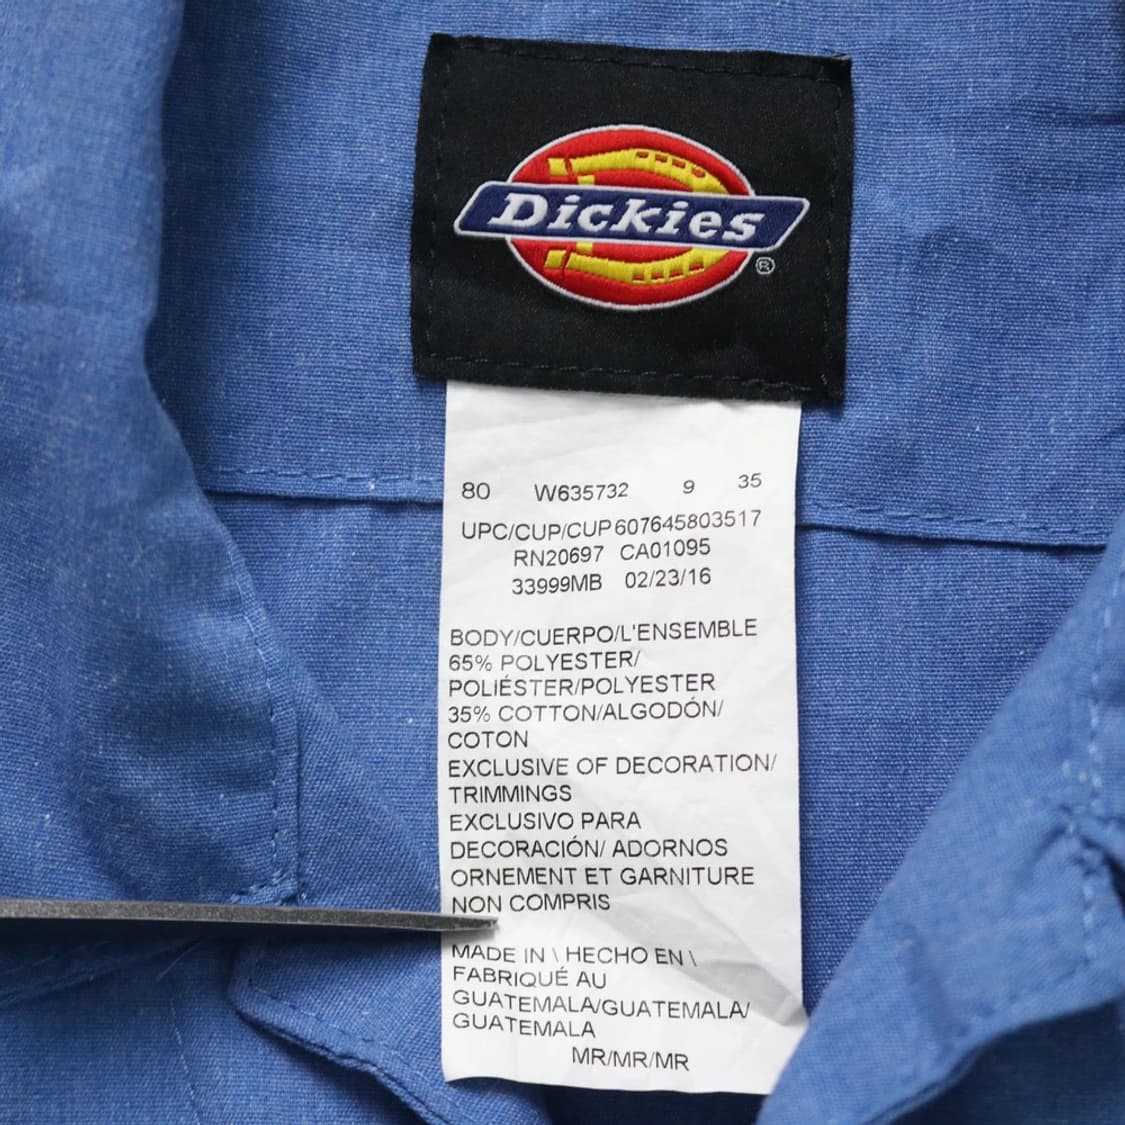 Dickies®
80 W635732 9 35
UPC/CUP/CUP 607645803517
RN20697 CA01095
33999MB 02/23/16
BODY/CUERPO/L'ENSEMBLE
65% POLYESTER/
POLIÉSTER/POLYESTER
35% COTTON/ALGODÓN/
COTON
EXCLUSIVE OF DECORATION/
TRIMMINGS
EXCLUSIVO PARA
DECORACIÓN/ ADORNOS
ORNEMENT ET GARNITURE
NON COMPRIS
MADE IN \ HECHO EN \
FABRIQUÉ AU
GUATEMALA/GUATEMALA/
GUATEMALA
MR/MR/MR